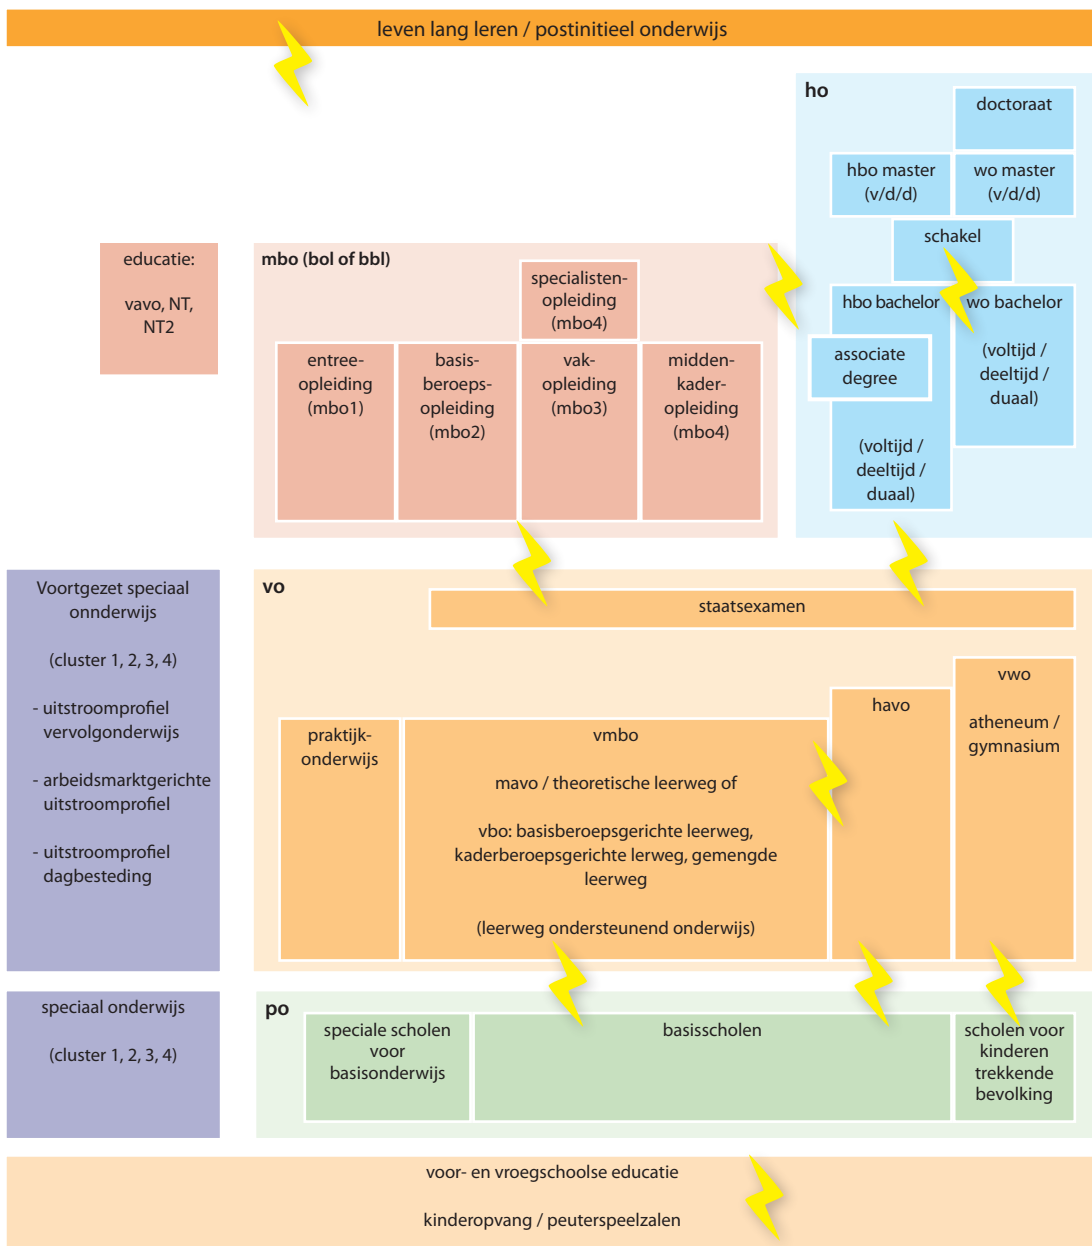 leven lang leren / postinitieel onderwijs
ho
doctoraat
hbo master
(v/d/d)
wo master
(v/d/d)
schakel
hbo bachelor
associate
degree
(voltijd /
deeltijd /
duaal)
wo bachelor
(voltijd /
deeltijd /
duaal)
educatie:
vavo, NT,
NT2
mbo (bol of bbl)
specialisten-
opleiding
(mbo4)
entree-
opleiding
(mbo1)
basis-
beroeps-
opleiding
(mbo2)
vak-
opleiding
(mbo3)
midden-
kader-
opleiding
(mbo4)
Voortgezet speciaal
onnderwijs
(cluster 1, 2, 3, 4)
- uitstroomprofiel
vervolgonderwijs
- arbeidsmarktgerichte
uitstroomprofiel
- uitstroomprofiel
dagbesteding
vo
staatsexamen
praktijk-
onderwijs
vmbo
mavo / theoretische leerweg of
vbo: basisberoepsgerichte leerweg,
kaderberoepsgerichte lerweg, gemengde
leerweg
(leerweg ondersteunend onderwijs)
havo
vwo
atheneum /
gymnasium
speciaal onderwijs
(cluster 1, 2, 3, 4)
po
speciale scholen
voor
basisonderwijs
basisscholen
scholen voor
kinderen
trekkende
bevolking
voor- en vroegschoolse educatie
kinderopvang / peuterspeelzalen